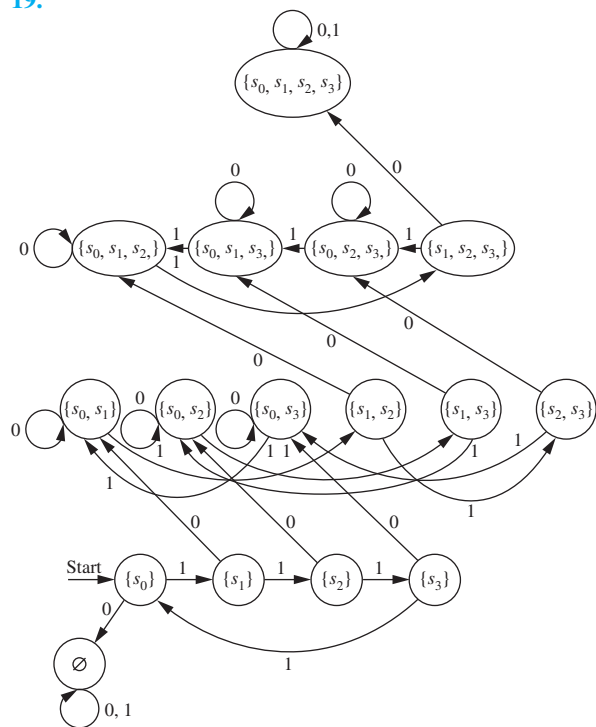 19.
0,1
{s0, s1, s2, s3}
0
0 0
1 1 1
0 {s0, s1, s2,} {s0, s1, s3,} {s0, s2, s3,} {s1, s2, s3,}
1
0 0 0
0 0 0
{s0, s1} {s0, s2} {s0, s3} {s1, s2} {s1, s3} {s2, s3}
1 1 1 1 1
1 1
0 0 0
Start {s0} 1 {s1} 1 {s2} 1 {s3}
0
1
∅
0, 1